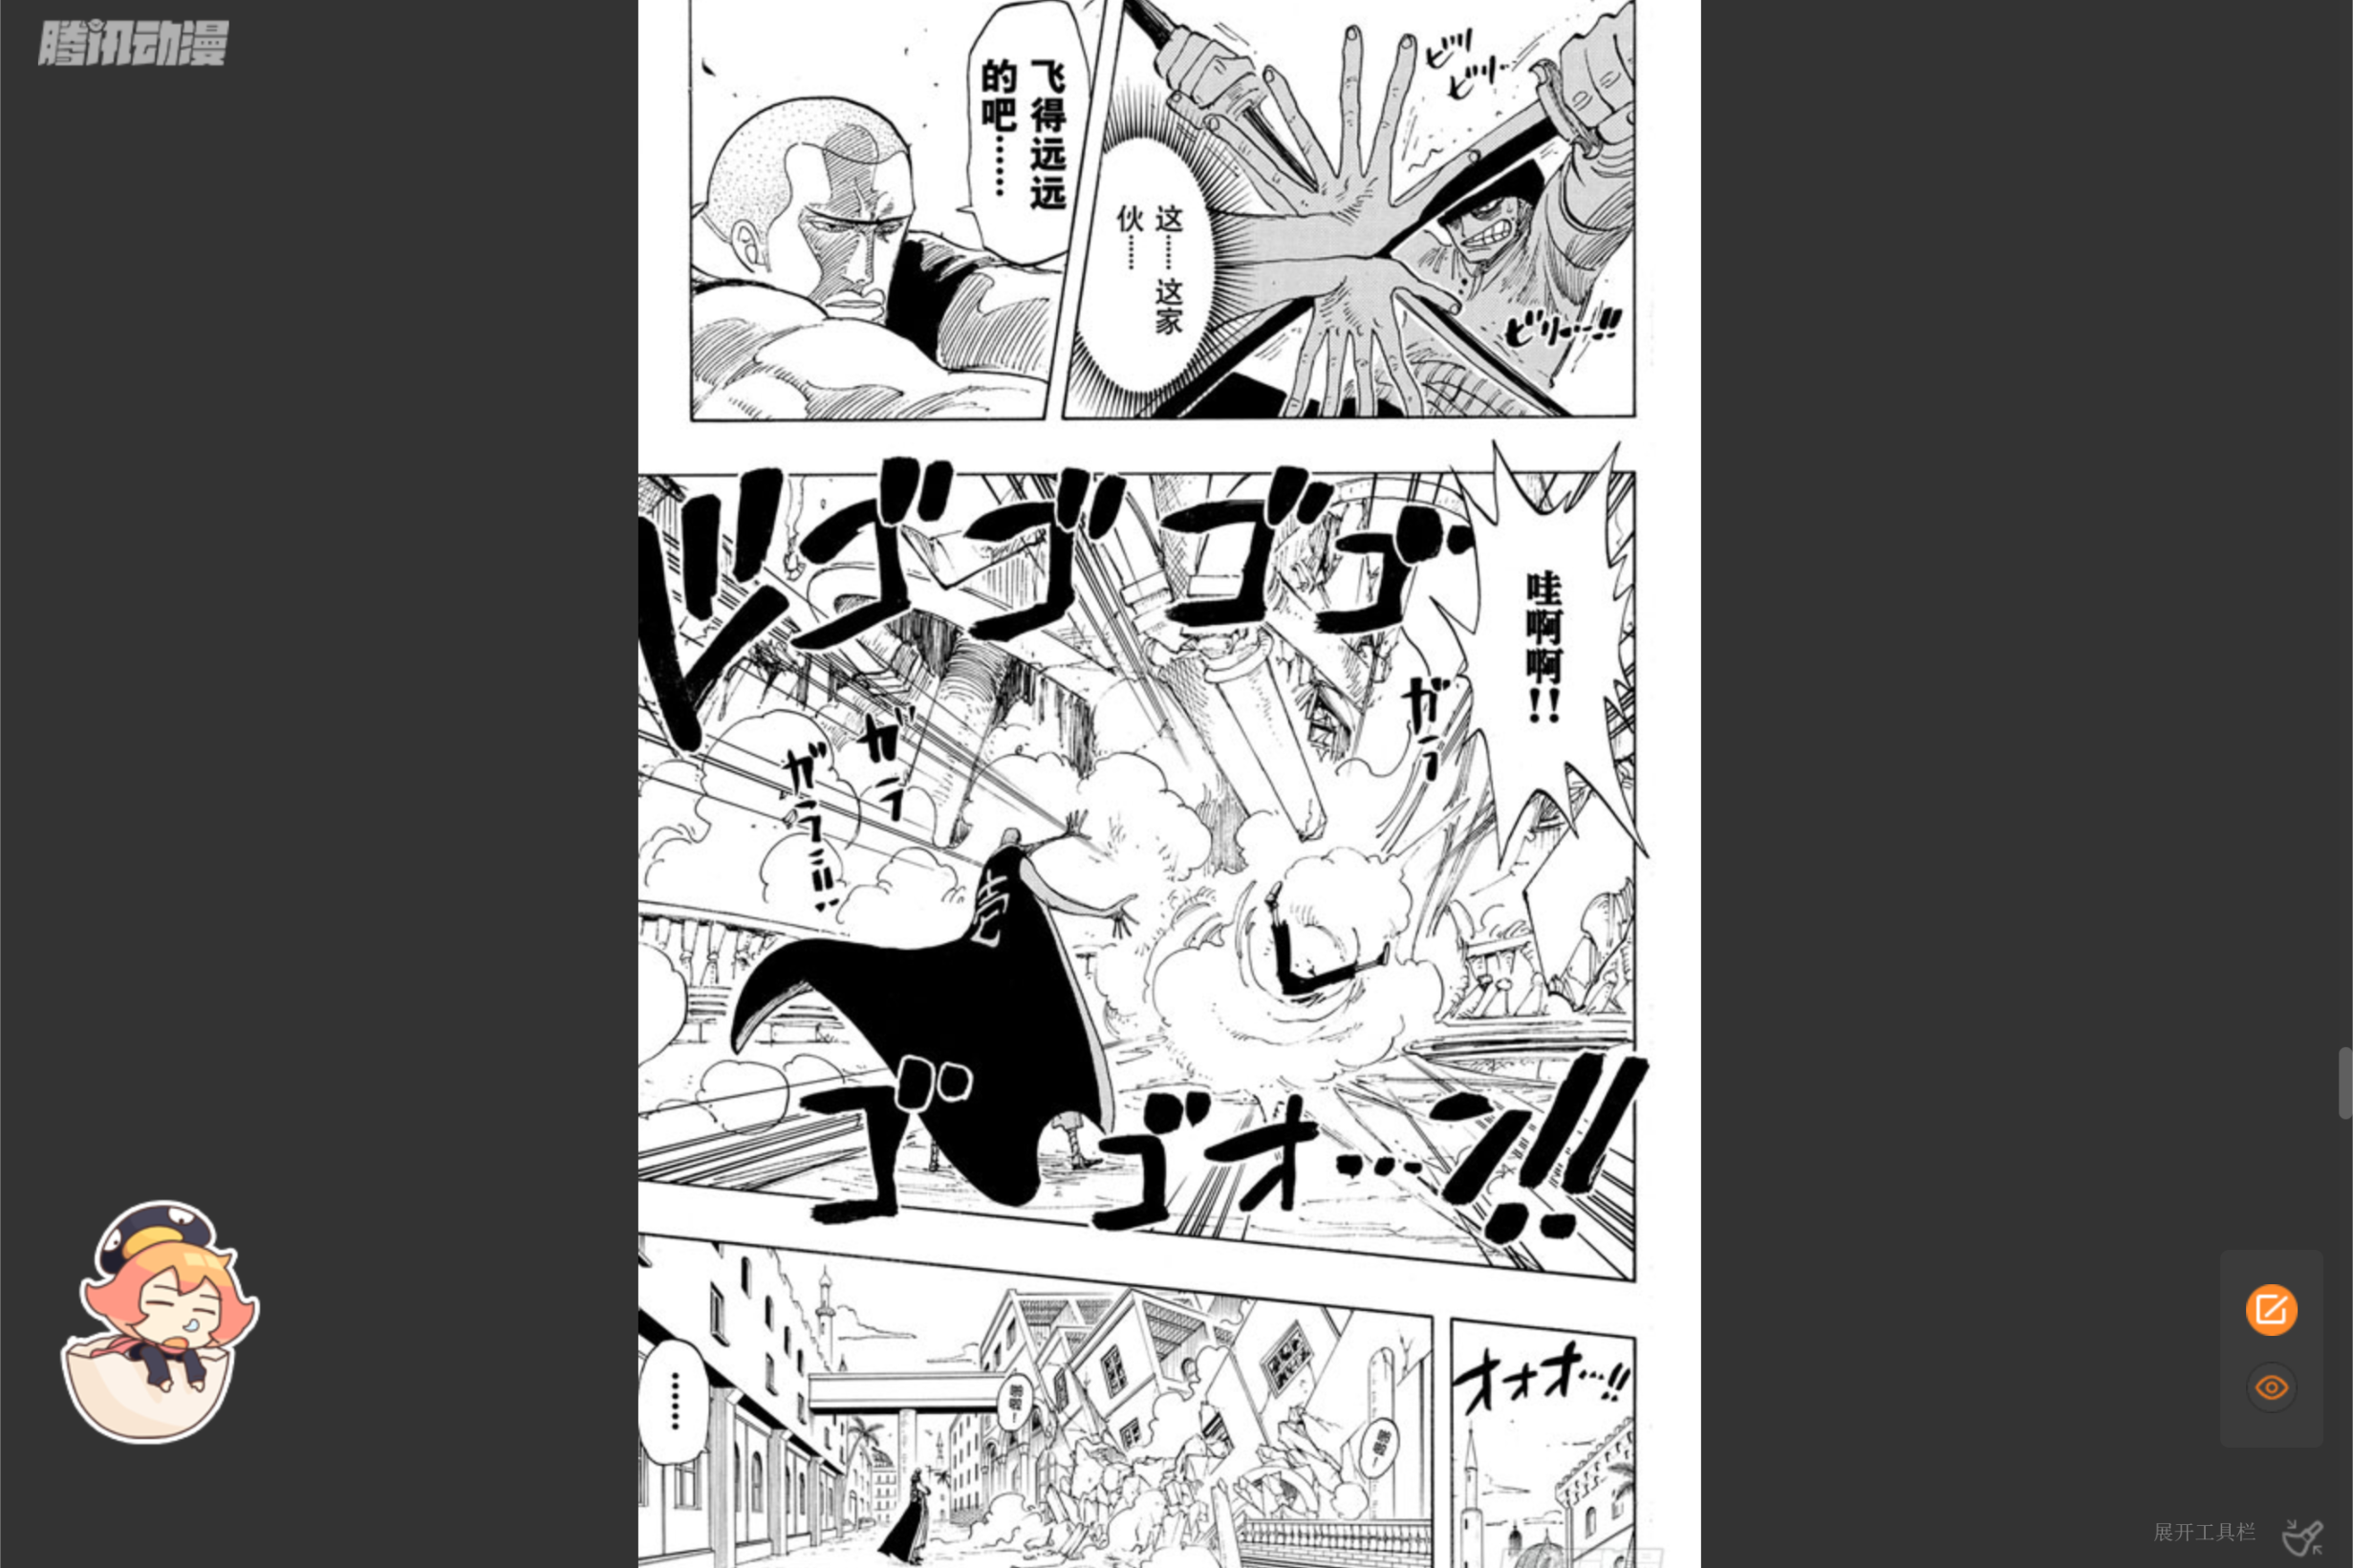 腾讯动漫
ビリ
ビリ…
这……这家
伙……
ビリ……!!
飞得远远
的吧……
哇啊啊!!
ドゴゴゴゴ
ガラ
ガラ
ガラ…!!
ゴゴオ……ン!!!
オオオ…!!
……
展开工具栏